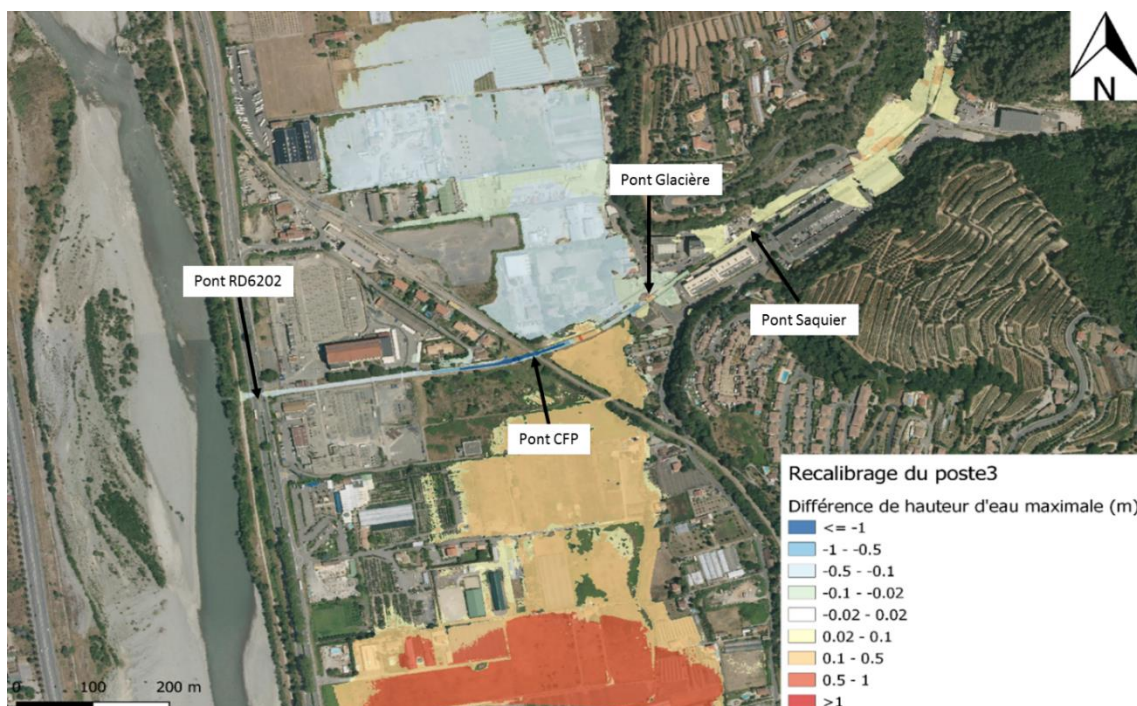 N
Pont Glacière
Pont RD6202
Pont Saquier
Pont CFP
Recalibrage du poste3
Différence de hauteur d'eau maximale (m)
<= -1
-1 - -0.5
-0.5 - -0.1
-0.1 - -0.02
-0.02 - 0.02
0.02 - 0.1
0.1 - 0.5
0.5 - 1
>1
0 100 200 m